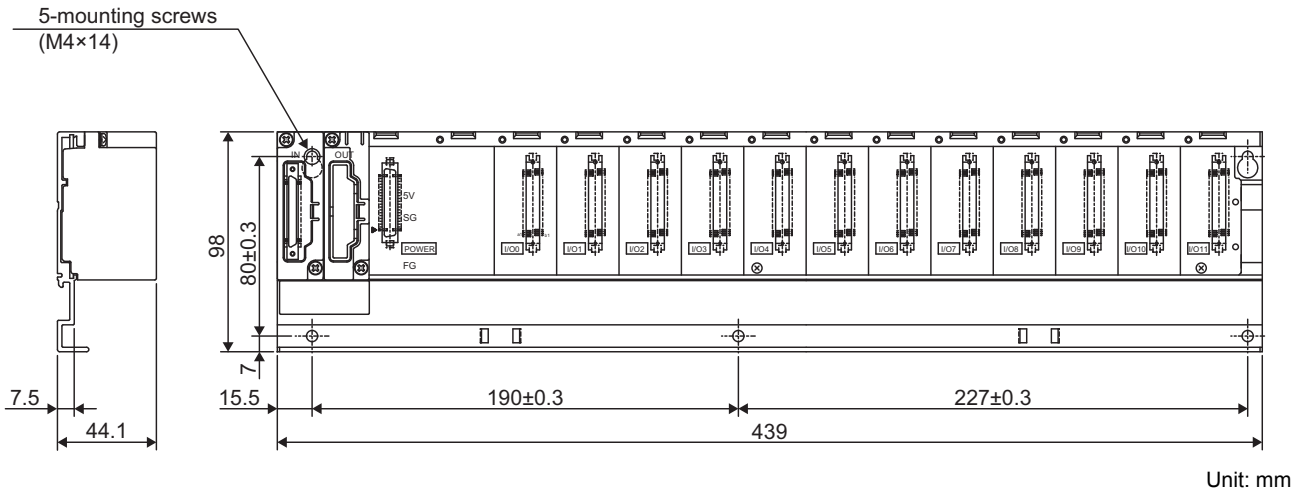 5-mounting screws
(M4×14)
IN
OUT
5V
SG
POWER
FG
I/O0
I/O1
I/O2
I/O3
I/O4
I/O5
I/O6
I/O7
I/O8
I/O9
I/O10
I/O11
98
80±0.3
7
7.5
44.1
15.5
190±0.3
227±0.3
439
Unit: mm